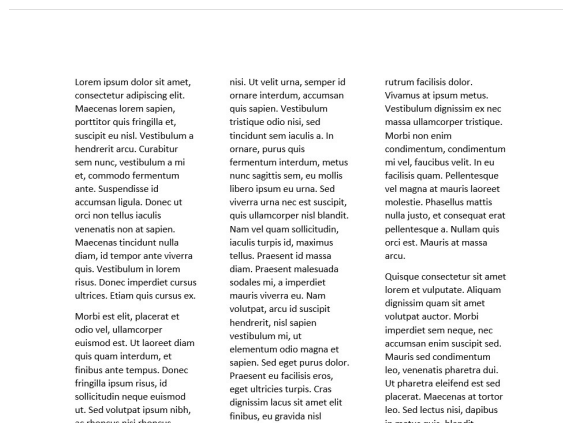 Lorem ipsum dolor sit amet,
consectetur adipiscing elit.
Maecenas lorem sapien,
porttitor quis fringilla et,
suscipit eu nisl. Vestibulum a
hendrerit arcu. Curabitur
sem nunc, vestibulum a mi
et, commodo fermentum
ante. Suspendisse id
accumsan ligula. Donec ut
orci non tellus iaculis
venenatis non at sapien.
Maecenas tincidunt nulla
diam, id tempor ante viverra
quis. Vestibulum in lorem
risus. Donec imperdiet cursus
ultrices. Etiam quis cursus ex.
Morbi est elit, placerat et
odio vel, ullamcorper
euismod est. Ut laoreet diam
quis quam interdum, et
finibus ante tempus. Donec
fringilla ipsum risus, id
sollicitudin neque euismod
ut. Sed volutpat ipsum nibh,
ac rhoncus nisi rhoncus
nisi. Ut velit urna, semper id
ornare interdum, accumsan
quis sapien. Vestibulum
tristique odio nisi, sed
tincidunt sem iaculis a. In
ornare, purus quis
fermentum interdum, metus
nunc sagittis sem, eu mollis
libero ipsum eu urna. Sed
viverra urna nec est suscipit,
quis ullamcorper nisl blandit.
Nam vel quam sollicitudin,
iaculis turpis id, maximus
tellus. Praesent id massa
diam. Praesent malesuada
sodales mi, a imperdiet
mauris viverra eu. Nam
volutpat, arcu id suscipit
hendrerit, nisl sapien
vestibulum mi, ut
elementum odio magna et
sapien. Sed eget purus dolor.
Praesent eu facilisis eros,
eget ultricies turpis. Cras
dignissim lacus sit amet elit
finibus, eu gravida nisl
rutrum facilisis dolor.
Vivamus at ipsum metus.
Vestibulum dignissim ex nec
massa ullamcorper tristique.
Morbi non enim
condimentum, condimentum
mi vel, faucibus velit. In eu
facilisis quam. Pellentesque
vel magna at mauris laoreet
molestie. Phasellus mattis
nulla justo, et consequat erat
pellentesque a. Nullam quis
orci est. Mauris at massa
arcu.
Quisque consectetur sit amet
lorem et vulputate. Aliquam
dignissim quam sit amet
volutpat auctor. Morbi
imperdiet sem neque, nec
accumsan enim suscipit sed.
Mauris sed condimentum
leo, venenatis pharetra dui.
Ut pharetra eleifend est sed
placerat. Maecenas at tortor
leo. Sed lectus nisi, dapibus